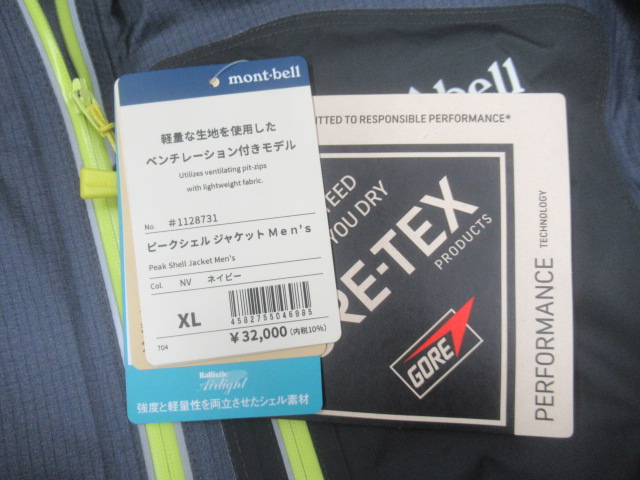 mont-bell
軽量な生地を使用した
ベンチレーション付きモデル
Utilizes ventilating pit-zips
with lightweight fabric.
No. #1128731
ピークシェル ジャケット Men's
Peak Shell Jacket Men's
Col. NV ネイビー
XL
4582755046985
¥32,000 (内税10%)
704
Ballistic
Airlight
強度と軽量性を両立させたシェル素材
bell
TO RESPONSIBLE PERFORMANCE*
YOU DRY
TEX
PRODUCTS
GORE
PERFORMANCE
TECHNOLOGY